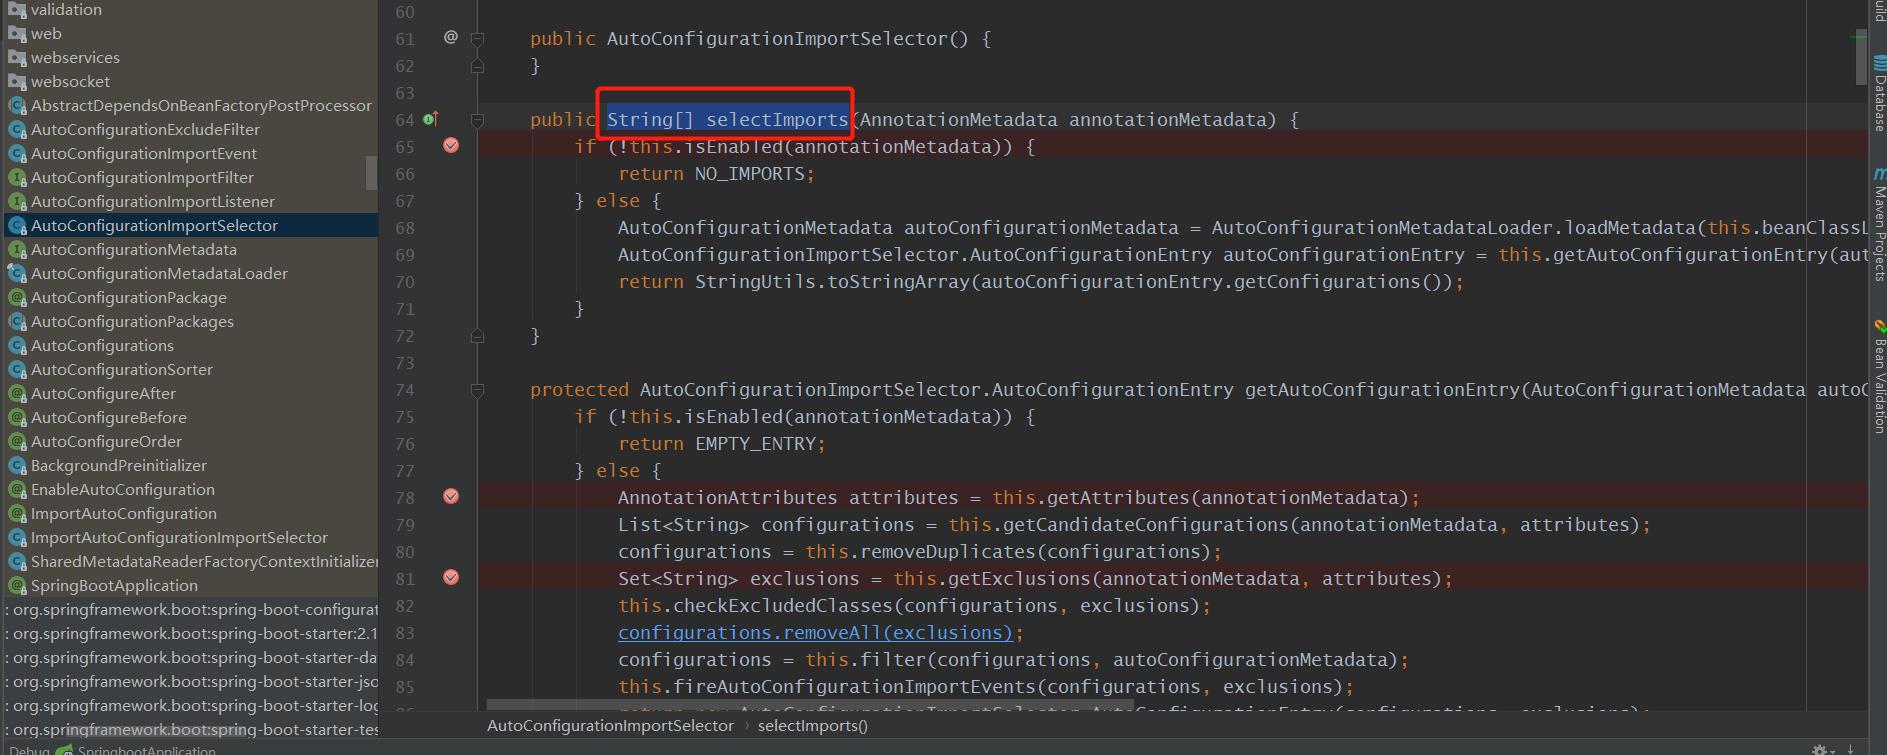 validation
web
webservices
websocket
AbstractDependsOnBeanFactoryPostProcessor
AutoConfigurationExcludeFilter
AutoConfigurationImportEvent
AutoConfigurationImportFilter
AutoConfigurationImportListener
AutoConfigurationImportSelector
AutoConfigurationMetadata
AutoConfigurationMetadataLoader
AutoConfigurationPackage
AutoConfigurationPackages
AutoConfigurations
AutoConfigurationSorter
AutoConfigureAfter
AutoConfigureBefore
AutoConfigureOrder
BackgroundPreinitializer
EnableAutoConfiguration
ImportAutoConfiguration
ImportAutoConfigurationImportSelector
SharedMetadataReaderFactoryContextInitializer
SpringBootApplication
: org.springframework.boot:spring-boot-configurat
: org.springframework.boot:spring-boot-starter:2.1
: org.springframework.boot:spring-boot-starter-da
: org.springframework.boot:spring-boot-starter-jso
: org.springframework.boot:spring-boot-starter-log
: org.springframework.boot:spring-boot-starter-tes
Debug SpringbootApplication
60
61 @ public AutoConfigurationImportSelector() {
62 }
63
64 public String[] selectImports(AnnotationMetadata annotationMetadata) {
65 if (!this.isEnabled(annotationMetadata)) {
66 return NO_IMPORTS;
67 } else {
68 AutoConfigurationMetadata autoConfigurationMetadata = AutoConfigurationMetadataLoader.loadMetadata(this.beanClassL
69 AutoConfigurationImportSelector.AutoConfigurationEntry autoConfigurationEntry = this.getAutoConfigurationEntry(aut
70 return StringUtils.toStringArray(autoConfigurationEntry.getConfigurations());
71 }
72 }
73
74 protected AutoConfigurationImportSelector.AutoConfigurationEntry getAutoConfigurationEntry(AutoConfigurationMetadata autoC
75 if (!this.isEnabled(annotationMetadata)) {
76 return EMPTY_ENTRY;
77 } else {
78 AnnotationAttributes attributes = this.getAttributes(annotationMetadata);
79 List<String> configurations = this.getCandidateConfigurations(annotationMetadata, attributes);
80 configurations = this.removeDuplicates(configurations);
81 Set<String> exclusions = this.getExclusions(annotationMetadata, attributes);
82 this.checkExcludedClasses(configurations, exclusions);
83 configurations.removeAll(exclusions);
84 configurations = this.filter(configurations, autoConfigurationMetadata);
85 this.fireAutoConfigurationImportEvents(configurations, exclusions);
AutoConfigurationImportSelector › selectImports()
Database
Maven Projects
Bean Validation